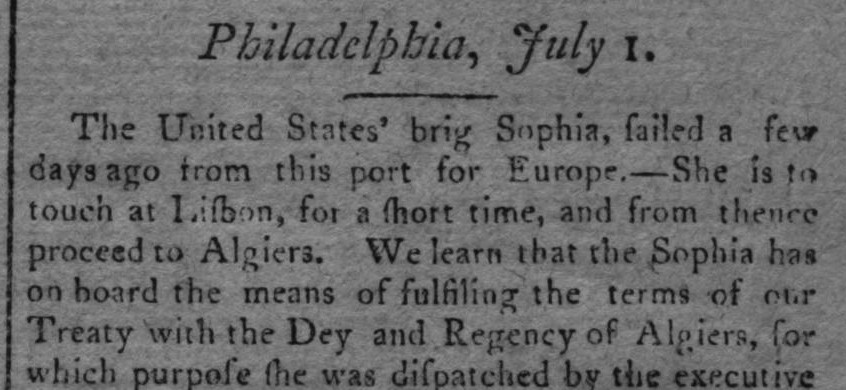 Philadelphia, July 1.
The United States' brig Sophia, ſailed a few
days ago from this port for Europe.—She is to
touch at Liſbon, for a ſhort time, and from thence
proceed to Algiers. We learn that the Sophia has
on board the means of fulfiling the terms of our
Treaty with the Dey and Regency of Algiers, for
which purpoſe ſhe was diſpatched by the executive